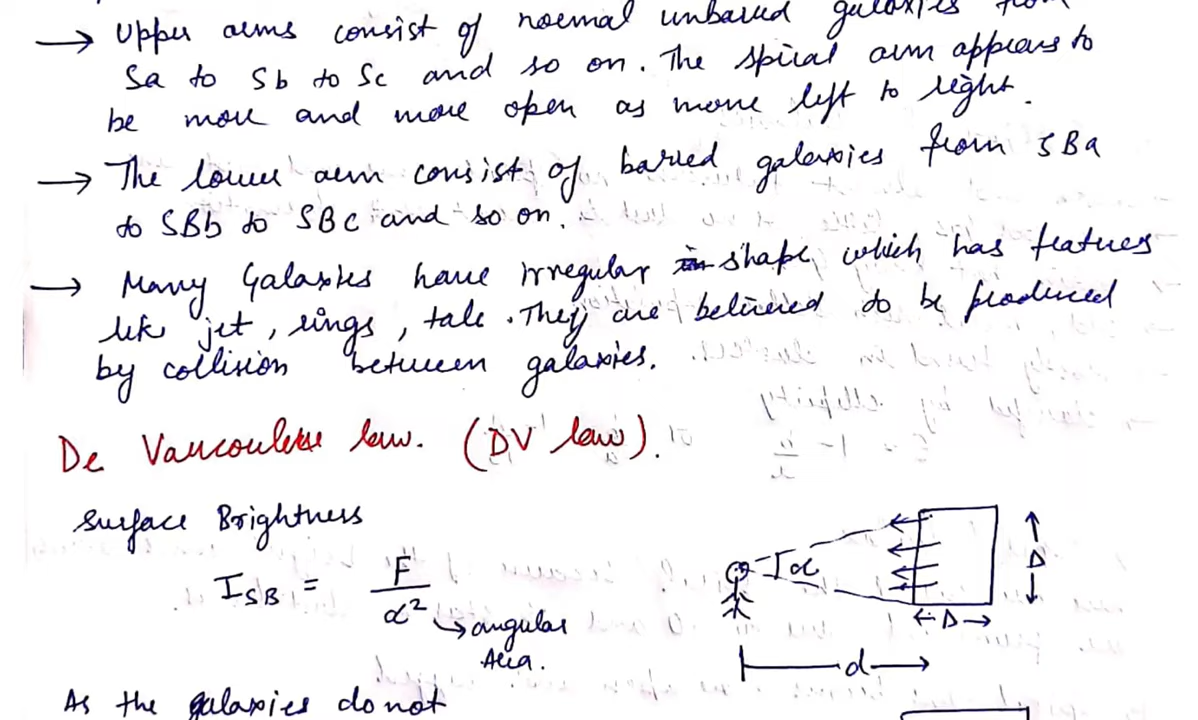 → Upper arms consist of normal unbarred galaxies from
Sa to Sb to Sc and so on. The spiral arm appears to
be more and more open as move left to right.
→ The lower arm consist of barred galaxies from SBa
to SBb to SBc and so on.
→ Many Galaxies have irregular shape, which has features
like jet, rings, tale. They are believed to be produced
by collision between galaxies.
De Vaucouleurs law. (DV law).
Surface Brightness
I_SB = F / α² → angular Area.
α
D
D
d
As the galaxies do not